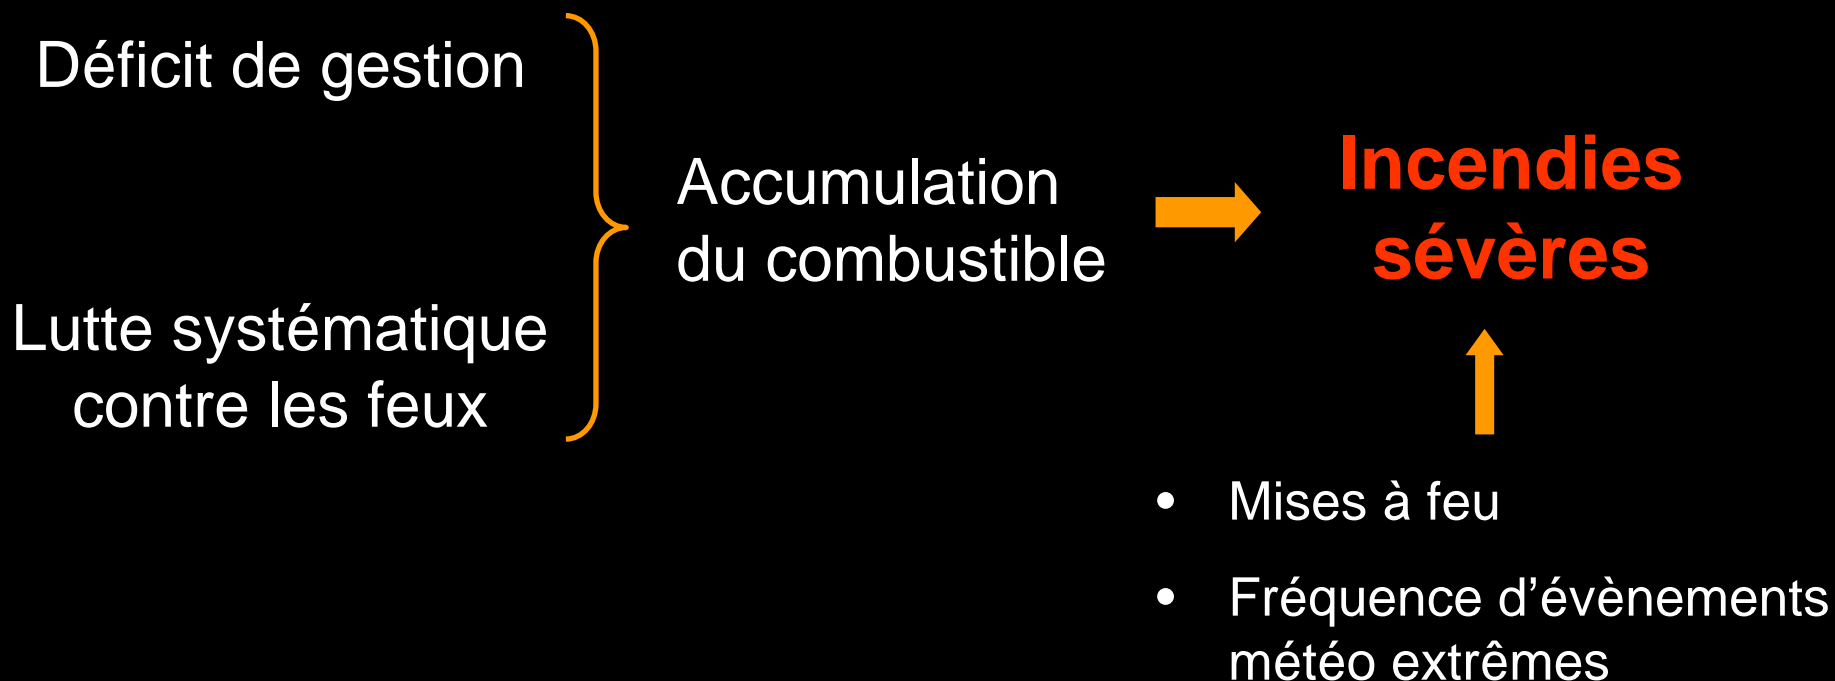 Déficit de gestion
Lutte systématique
contre les feux
Accumulation
du combustible
Incendies
sévères
• Mises à feu
• Fréquence d’évènements
météo extrêmes